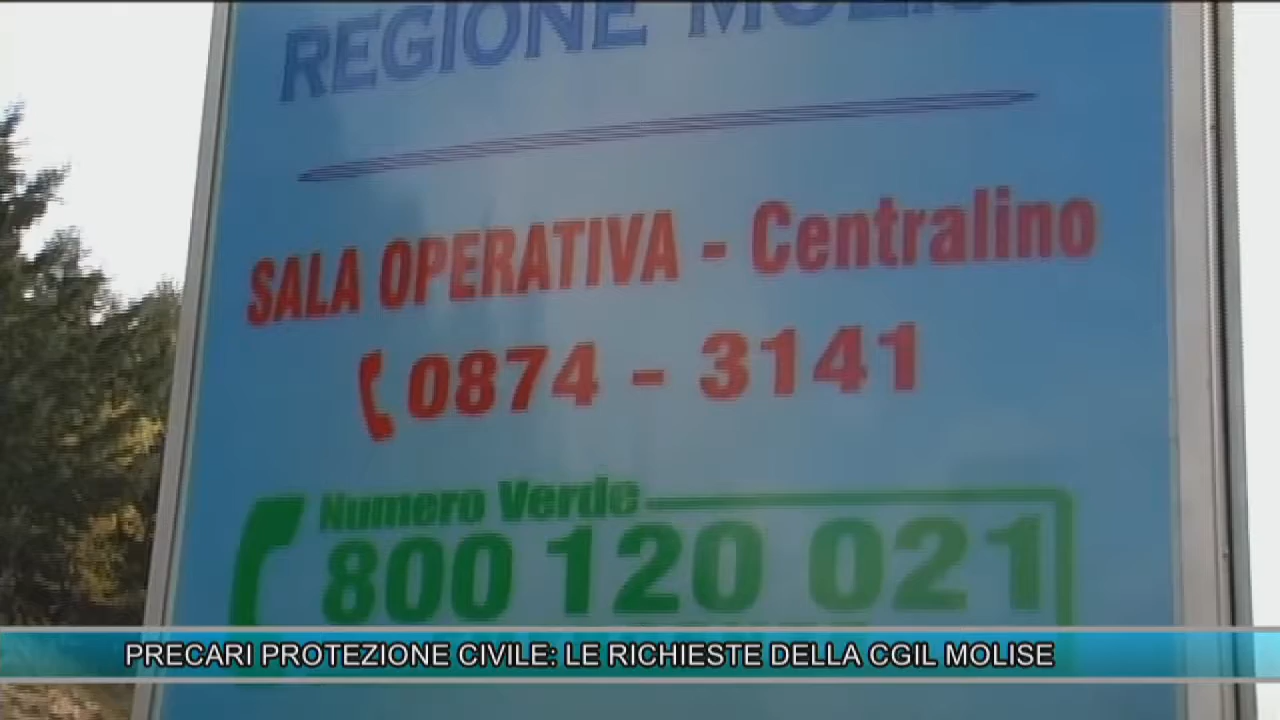 REGIONE MOLISE
SALA OPERATIVA - Centralino
0874 - 3141
Numero Verde
800 120 021
PRECARI PROTEZIONE CIVILE: LE RICHIESTE DELLA CGIL MOLISE